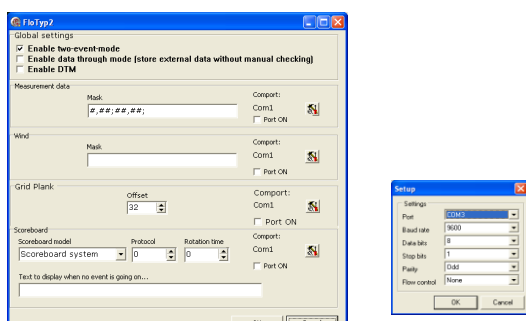 FloTyp2
Global settings
Enable two-event-mode
Enable data through mode (store external data without manual checking)
Enable DTM
Measurement data
Mask
Comport:
#,##;##,##;
Com1
Port ON
Wind
Mask
Comport:
Com1
Port ON
Grid Plank
Offset
Comport:
32
Com1
Port ON
Scoreboard
Scoreboard model
Protocol
Rotation time
Comport:
Scoreboard system
0
0
Com1
Port ON
Text to display when no event is going on...
Setup
Settings
Port
COM3
Baud rate
9600
Data bits
8
Stop bits
1
Parity
Odd
Flow control
None
OK
Cancel